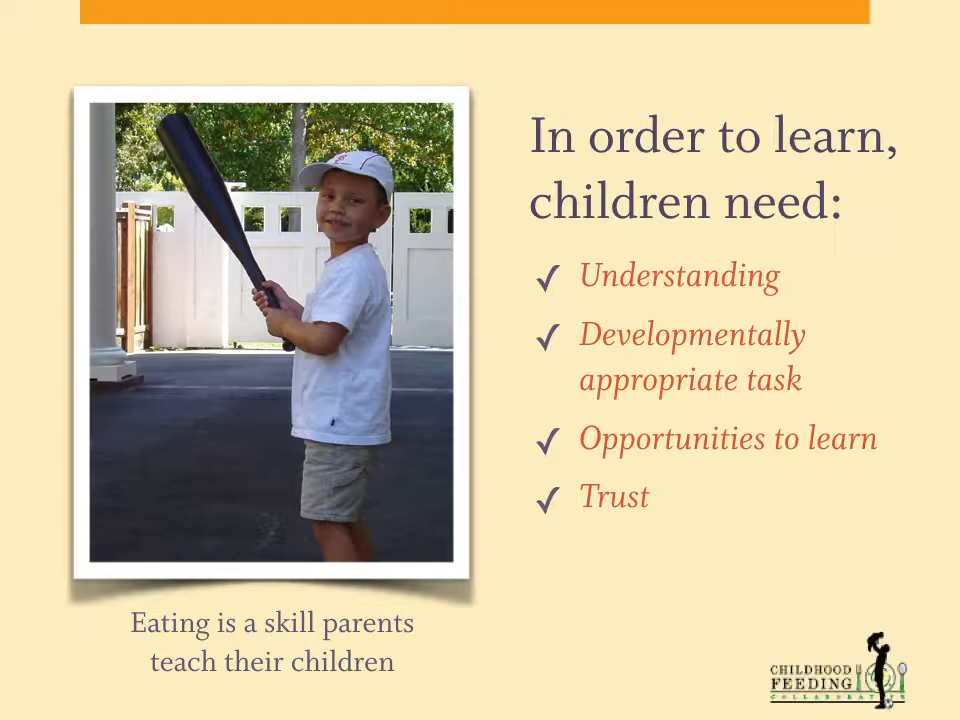 In order to learn,
children need:
✓ Understanding
✓ Developmentally
appropriate task
✓ Opportunities to learn
✓ Trust
Eating is a skill parents
teach their children
CHILDHOOD
FEEDING
COLLABORATIVE